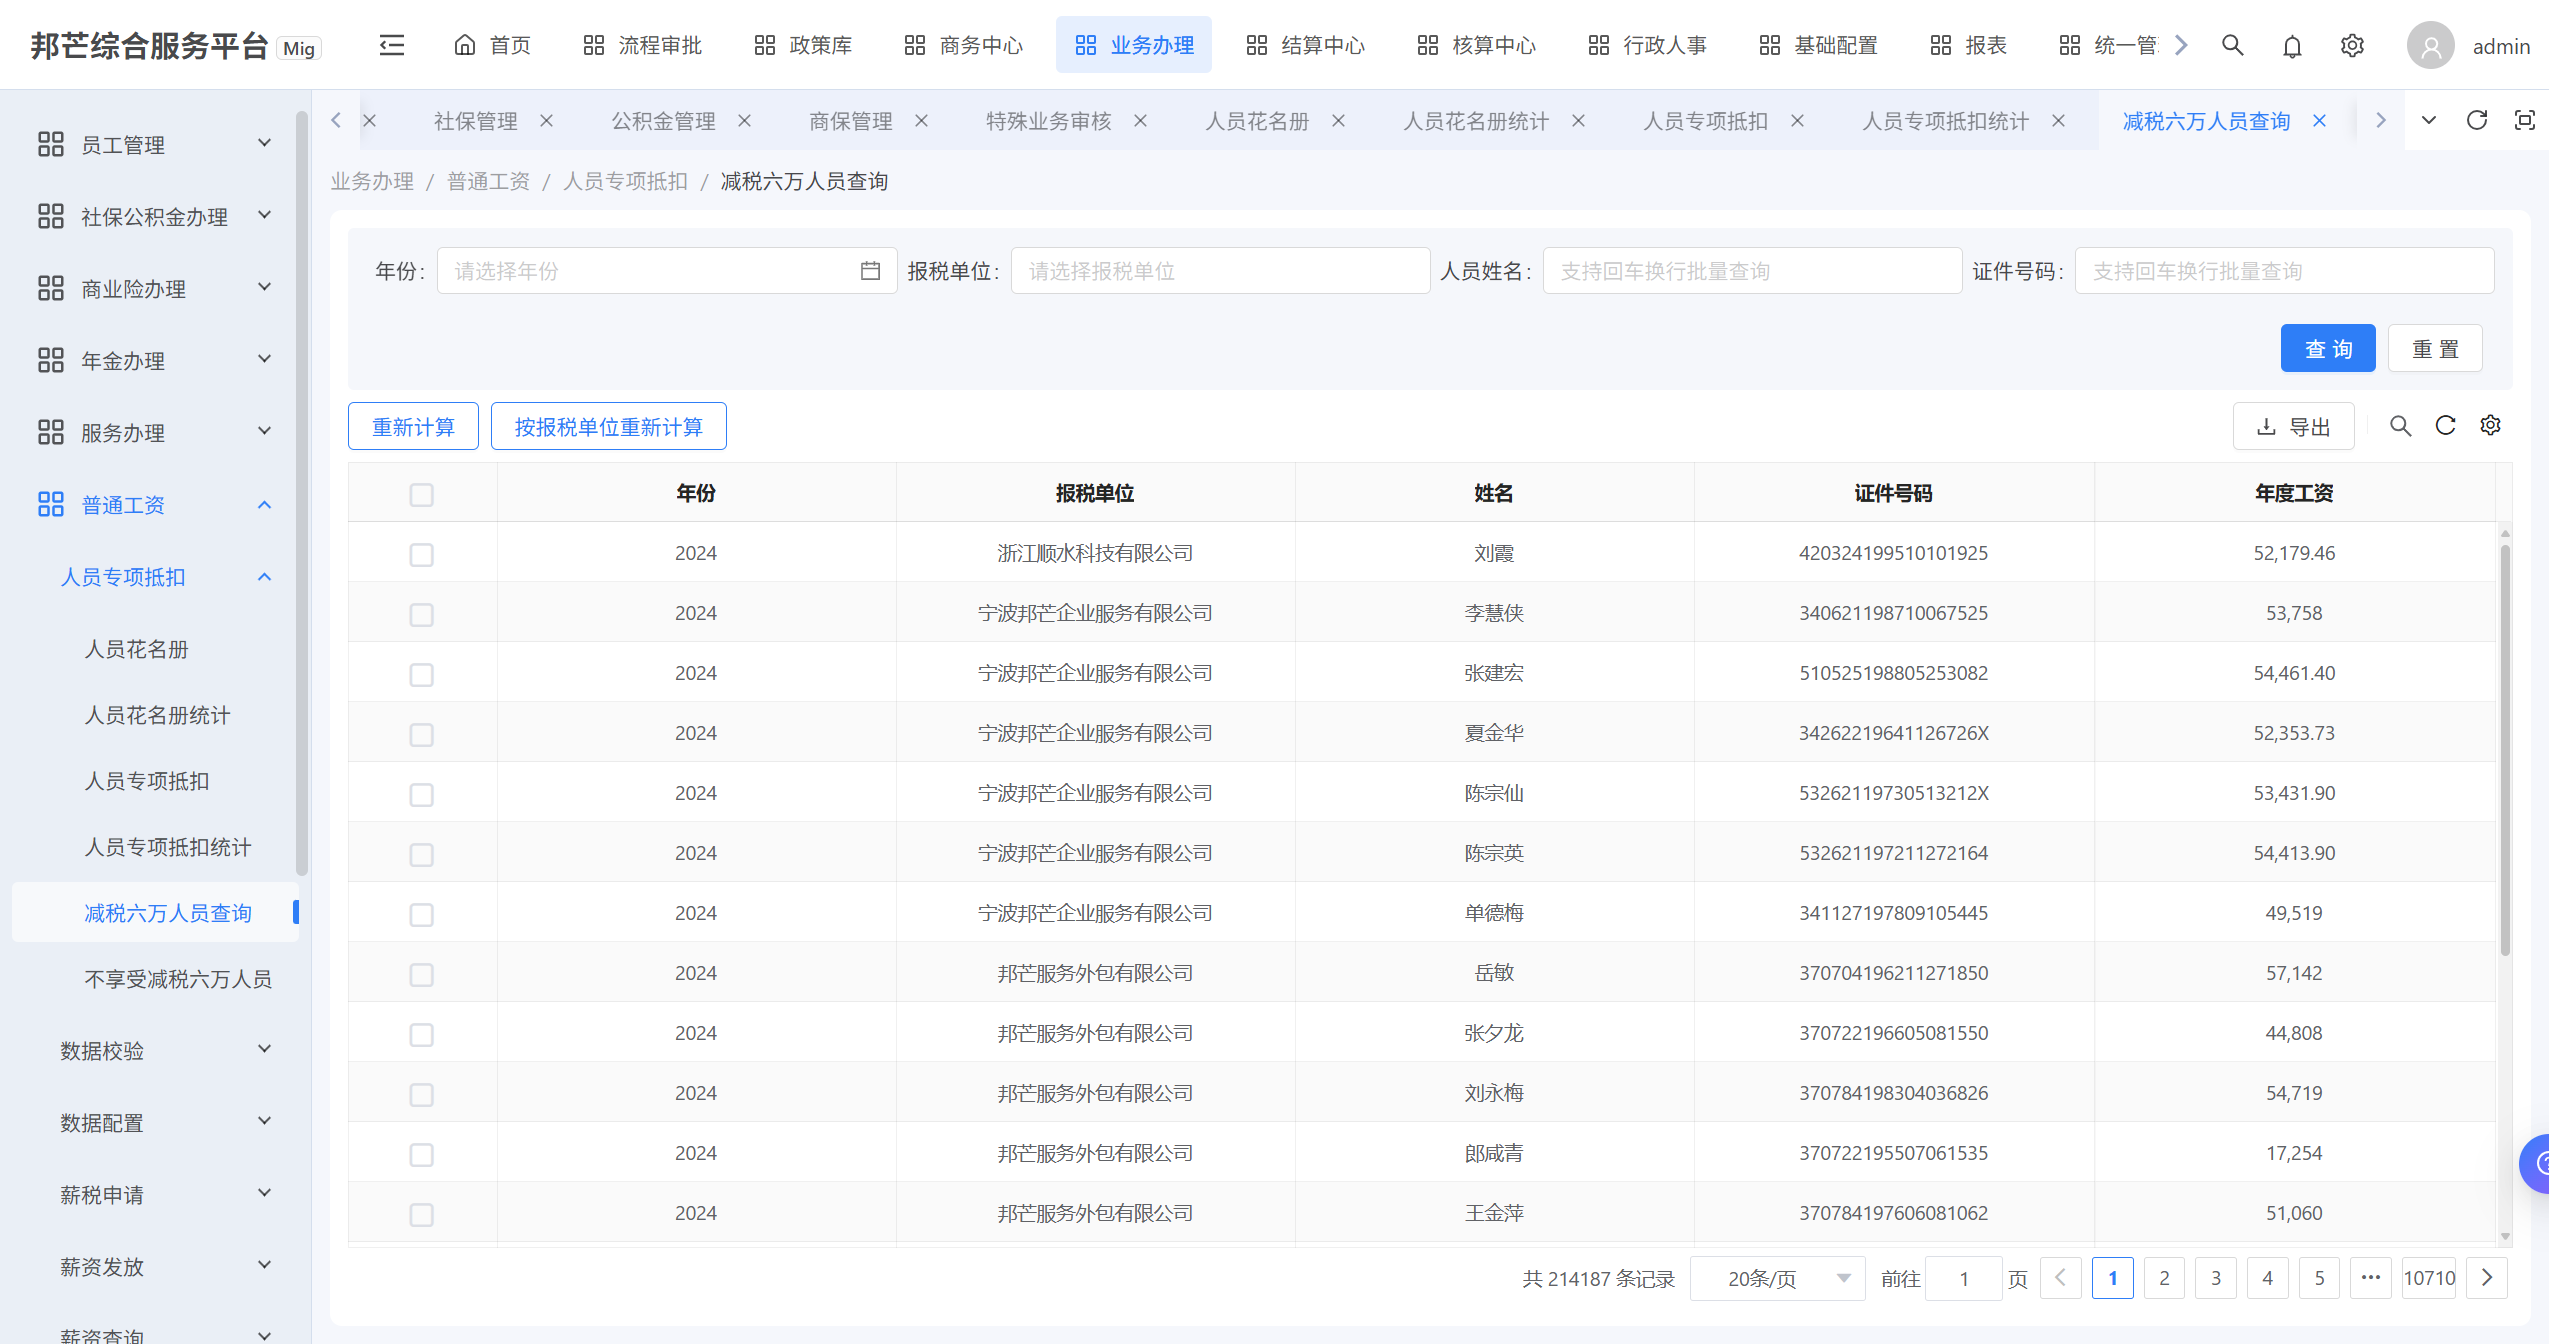 邦芒综合服务平台 Mig 首页 流程审批 政策库 商务中心 业务办理 结算中心 核算中心 行政人事 基础配置 报表 统一管 admin
社保管理 公积金管理 商保管理 特殊业务审核 人员花名册 人员花名册统计 人员专项抵扣 人员专项抵扣统计 减税六万人员查询
业务办理 / 普通工资 / 人员专项抵扣 / 减税六万人员查询
员工管理
社保公积金办理
商业险办理
年金办理
服务办理
普通工资
人员专项抵扣
人员花名册
人员花名册统计
人员专项抵扣
人员专项抵扣统计
减税六万人员查询
不享受减税六万人员
数据校验
数据配置
薪税申请
薪资发放
薪资查询
年份: 请选择年份 报税单位: 请选择报税单位 人员姓名: 支持回车换行批量查询 证件号码: 支持回车换行批量查询
查 询 重 置
重新计算 按报税单位重新计算 导出
年份 报税单位 姓名 证件号码 年度工资
2024 浙江顺水科技有限公司 刘霞 420324199510101925 52,179.46
2024 宁波邦芒企业服务有限公司 李慧侠 340621198710067525 53,758
2024 宁波邦芒企业服务有限公司 张建宏 510525198805253082 54,461.40
2024 宁波邦芒企业服务有限公司 夏金华 34262219641126726X 52,353.73
2024 宁波邦芒企业服务有限公司 陈宗仙 53262119730513212X 53,431.90
2024 宁波邦芒企业服务有限公司 陈宗英 532621197211272164 54,413.90
2024 宁波邦芒企业服务有限公司 单德梅 341127197809105445 49,519
2024 邦芒服务外包有限公司 岳敏 370704196211271850 57,142
2024 邦芒服务外包有限公司 张夕龙 370722196605081550 44,808
2024 邦芒服务外包有限公司 刘永梅 370784198304036826 54,719
2024 邦芒服务外包有限公司 郎咸青 370722195507061535 17,254
2024 邦芒服务外包有限公司 王金萍 370784197606081062 51,060
共 214187 条记录 20条/页 前往 1 页 1 2 3 4 5 ••• 10710